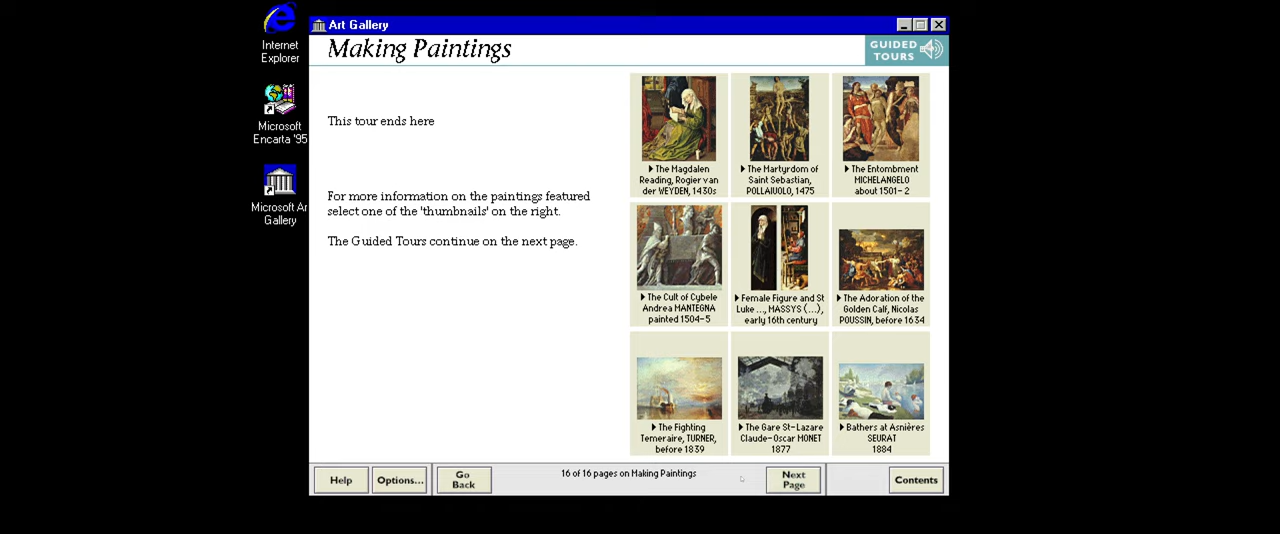 Internet
Explorer
Microsoft
Encarta '95
Microsoft Ar
Gallery
Art Gallery
Making Paintings
GUIDED
TOURS
This tour ends here
For more information on the paintings featured
select one of the 'thumbnails' on the right.
The Guided Tours continue on the next page.
The Magdalen
Reading, Rogier van
der WEYDEN, 1430s
The Martyrdom of
Saint Sebastian,
POLLAIUOLO, 1475
The Entombment
MICHELANGELO
about 1501-2
The Cult of Cybele
Andrea MANTEGNA
painted 1504-5
Female Figure and St
Luke ..., MASSYS (...),
early 16th century
The Adoration of the
Golden Calf, Nicolas
POUSSIN, before 1634
The Fighting
Temeraire, TURNER,
before 1839
The Gare St-Lazare
Claude-Oscar MONET
1877
Bathers at Asnières
SEURAT
1884
Help
Options...
Go
Back
16 of 16 pages on Making Paintings
Next
Page
Contents